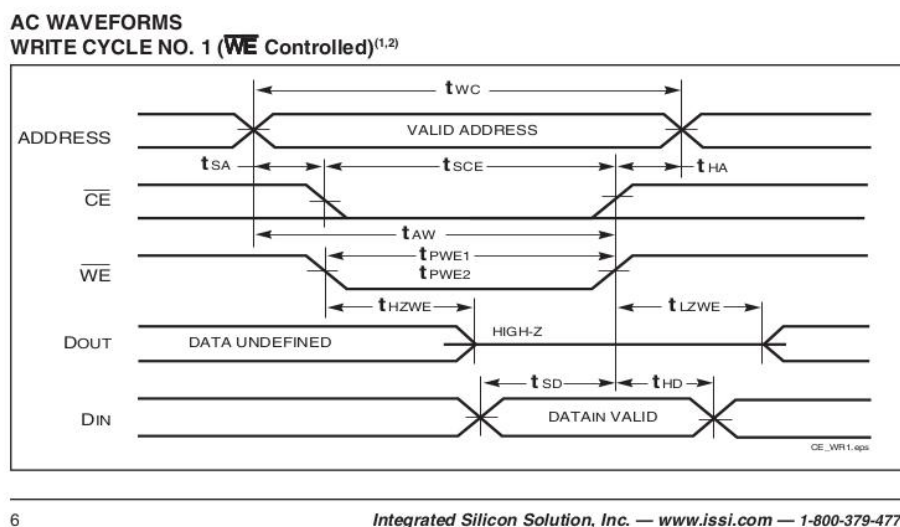 AC WAVEFORMS
WRITE CYCLE NO. 1 (WE Controlled)(1,2)
tWC
ADDRESS
VALID ADDRESS
tSA
tSCE
tHA
CE
tAW
tPWE1
tPWE2
WE
tHZWE
tLZWE
DOUT
DATA UNDEFINED
HIGH-Z
tSD
tHD
DIN
DATAIN VALID
CE_WR1.eps
6 Integrated Silicon Solution, Inc. — www.issi.com — 1-800-379-477